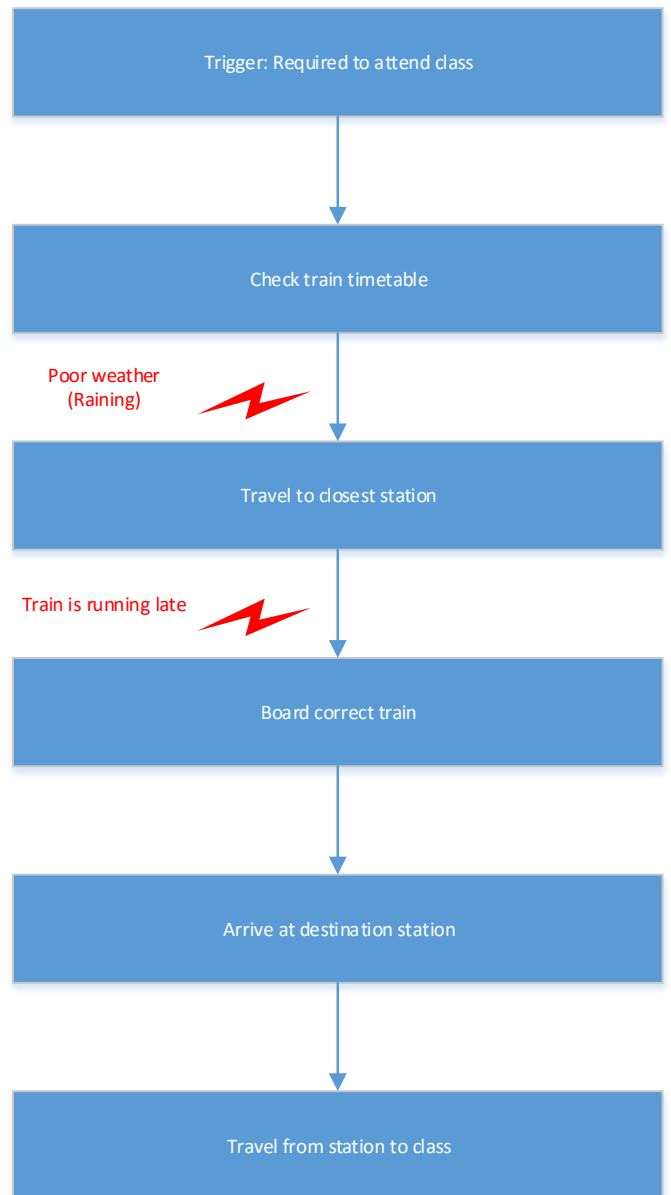 Trigger: Required to attend class
Check train timetable
Poor weather
(Raining)
Travel to closest station
Train is running late
Board correct train
Arrive at destination station
Travel from station to class